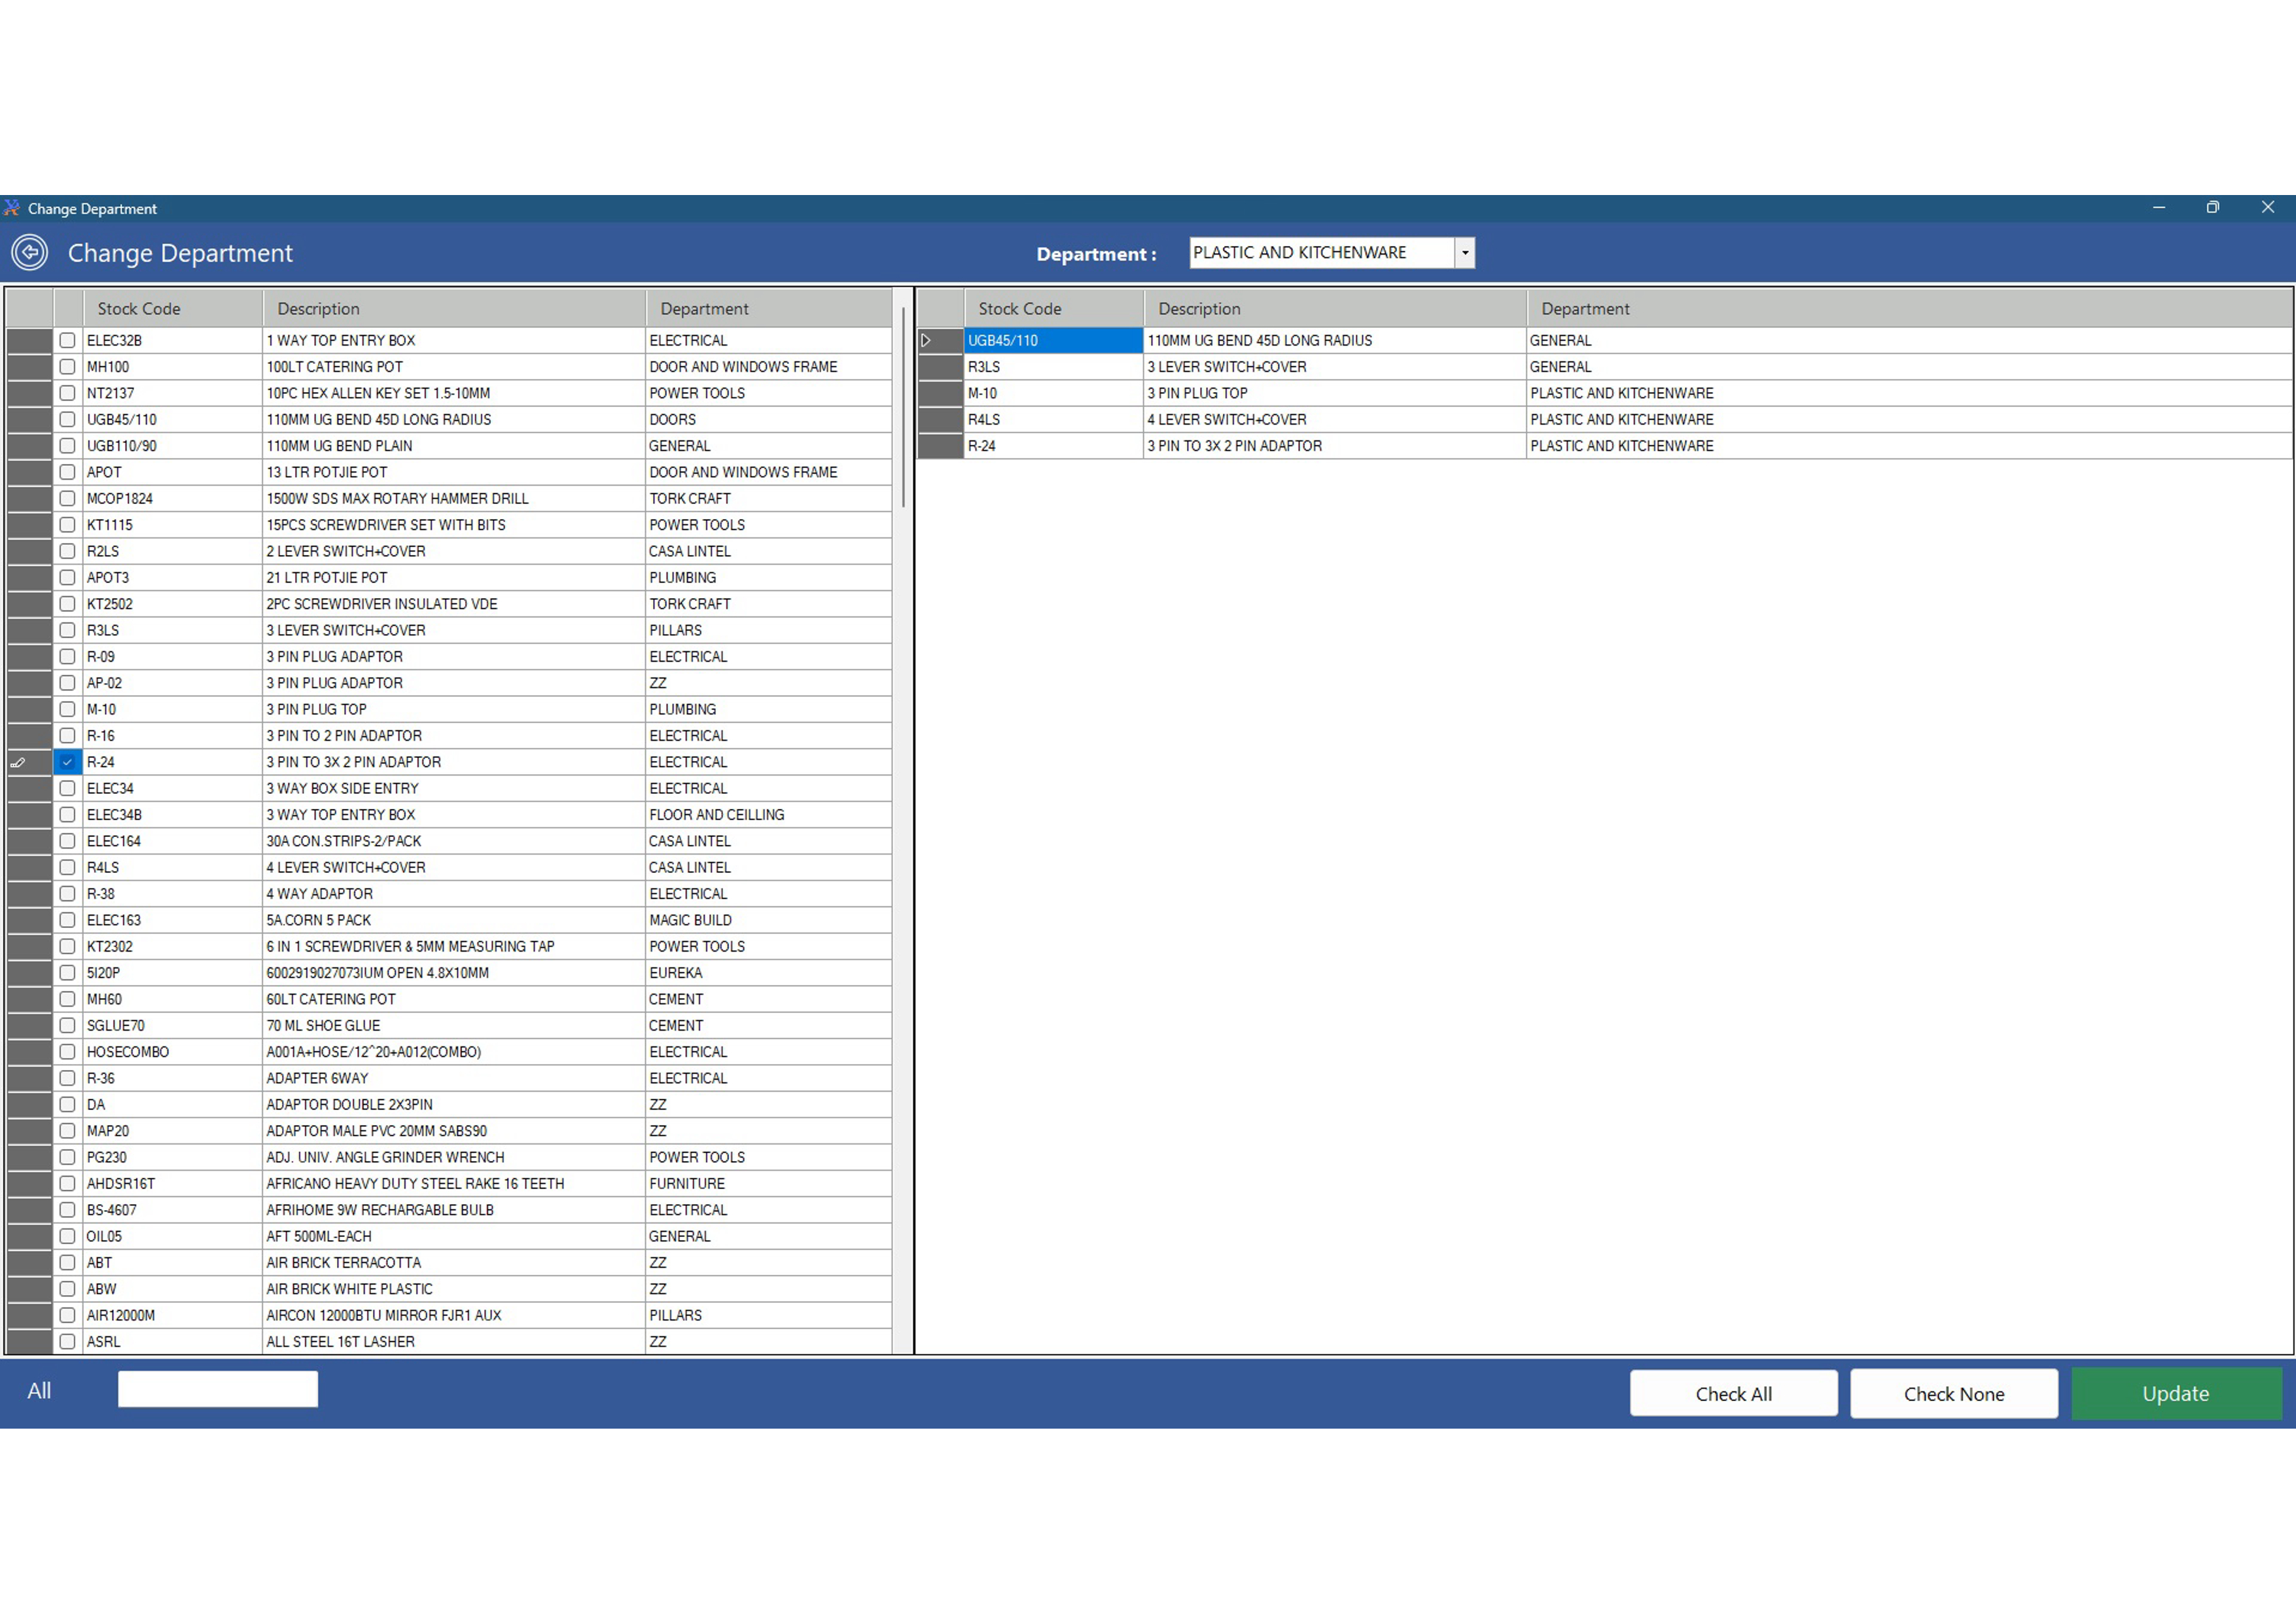 Change Department
Change Department
Department :
PLASTIC AND KITCHENWARE
Stock Code Description Department
ELEC32B 1 WAY TOP ENTRY BOX ELECTRICAL
MH100 100LT CATERING POT DOOR AND WINDOWS FRAME
NT2137 10PC HEX ALLEN KEY SET 1.5-10MM POWER TOOLS
UGB45/110 110MM UG BEND 45D LONG RADIUS DOORS
UGB110/90 110MM UG BEND PLAIN GENERAL
APOT 13 LTR POTJIE POT DOOR AND WINDOWS FRAME
MCOP1824 1500W SDS MAX ROTARY HAMMER DRILL TORK CRAFT
KT1115 15PCS SCREWDRIVER SET WITH BITS POWER TOOLS
R2LS 2 LEVER SWITCH+COVER CASA LINTEL
APOT3 21 LTR POTJIE POT PLUMBING
KT2502 2PC SCREWDRIVER INSULATED VDE TORK CRAFT
R3LS 3 LEVER SWITCH+COVER PILLARS
R-09 3 PIN PLUG ADAPTOR ELECTRICAL
AP-02 3 PIN PLUG ADAPTOR ZZ
M-10 3 PIN PLUG TOP PLUMBING
R-16 3 PIN TO 2 PIN ADAPTOR ELECTRICAL
R-24 3 PIN TO 3X 2 PIN ADAPTOR ELECTRICAL
ELEC34 3 WAY BOX SIDE ENTRY ELECTRICAL
ELEC34B 3 WAY TOP ENTRY BOX FLOOR AND CEILLING
ELEC164 30A CON.STRIPS-2/PACK CASA LINTEL
R4LS 4 LEVER SWITCH+COVER CASA LINTEL
R-38 4 WAY ADAPTOR ELECTRICAL
ELEC163 5A.CORN 5 PACK MAGIC BUILD
KT2302 6 IN 1 SCREWDRIVER & 5MM MEASURING TAP POWER TOOLS
5I20P 6002919027073IUM OPEN 4.8X10MM EUREKA
MH60 60LT CATERING POT CEMENT
SGLUE70 70 ML SHOE GLUE CEMENT
HOSECOMBO A001A+HOSE/12^20+A012(COMBO) ELECTRICAL
R-36 ADAPTER 6WAY ELECTRICAL
DA ADAPTOR DOUBLE 2X3PIN ZZ
MAP20 ADAPTOR MALE PVC 20MM SABS90 ZZ
PG230 ADJ. UNIV. ANGLE GRINDER WRENCH POWER TOOLS
AHDSR16T AFRICANO HEAVY DUTY STEEL RAKE 16 TEETH FURNITURE
BS-4607 AFRIHOME 9W RECHARGABLE BULB ELECTRICAL
OIL05 AFT 500ML-EACH GENERAL
ABT AIR BRICK TERRACOTTA ZZ
ABW AIR BRICK WHITE PLASTIC ZZ
AIR12000M AIRCON 12000BTU MIRROR FJR1 AUX PILLARS
ASRL ALL STEEL 16T LASHER ZZ
Stock Code Description Department
UGB45/110 110MM UG BEND 45D LONG RADIUS GENERAL
R3LS 3 LEVER SWITCH+COVER GENERAL
M-10 3 PIN PLUG TOP PLASTIC AND KITCHENWARE
R4LS 4 LEVER SWITCH+COVER PLASTIC AND KITCHENWARE
R-24 3 PIN TO 3X 2 PIN ADAPTOR PLASTIC AND KITCHENWARE
All
Check All
Check None
Update